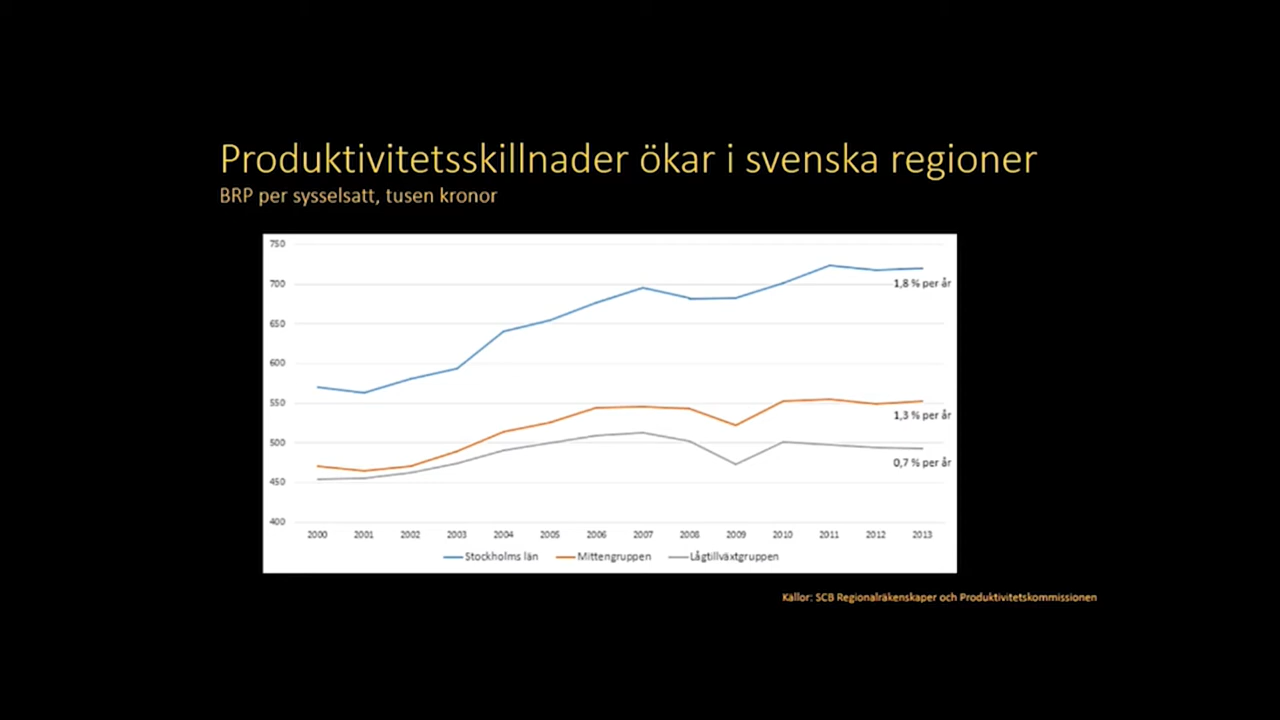 Produktivitetsskillnader ökar i svenska regioner
BRP per sysselsatt, tusen kronor
750
700
650
600
550
500
450
400
1,8 % per år
1,3 % per år
0,7 % per år
2000 2001 2002 2003 2004 2005 2006 2007 2008 2009 2010 2011 2012 2013
Stockholms län Mittengruppen Lågtillväxtgruppen
Källor: SCB Regionalräkenskaper och Produktivitetskommissionen